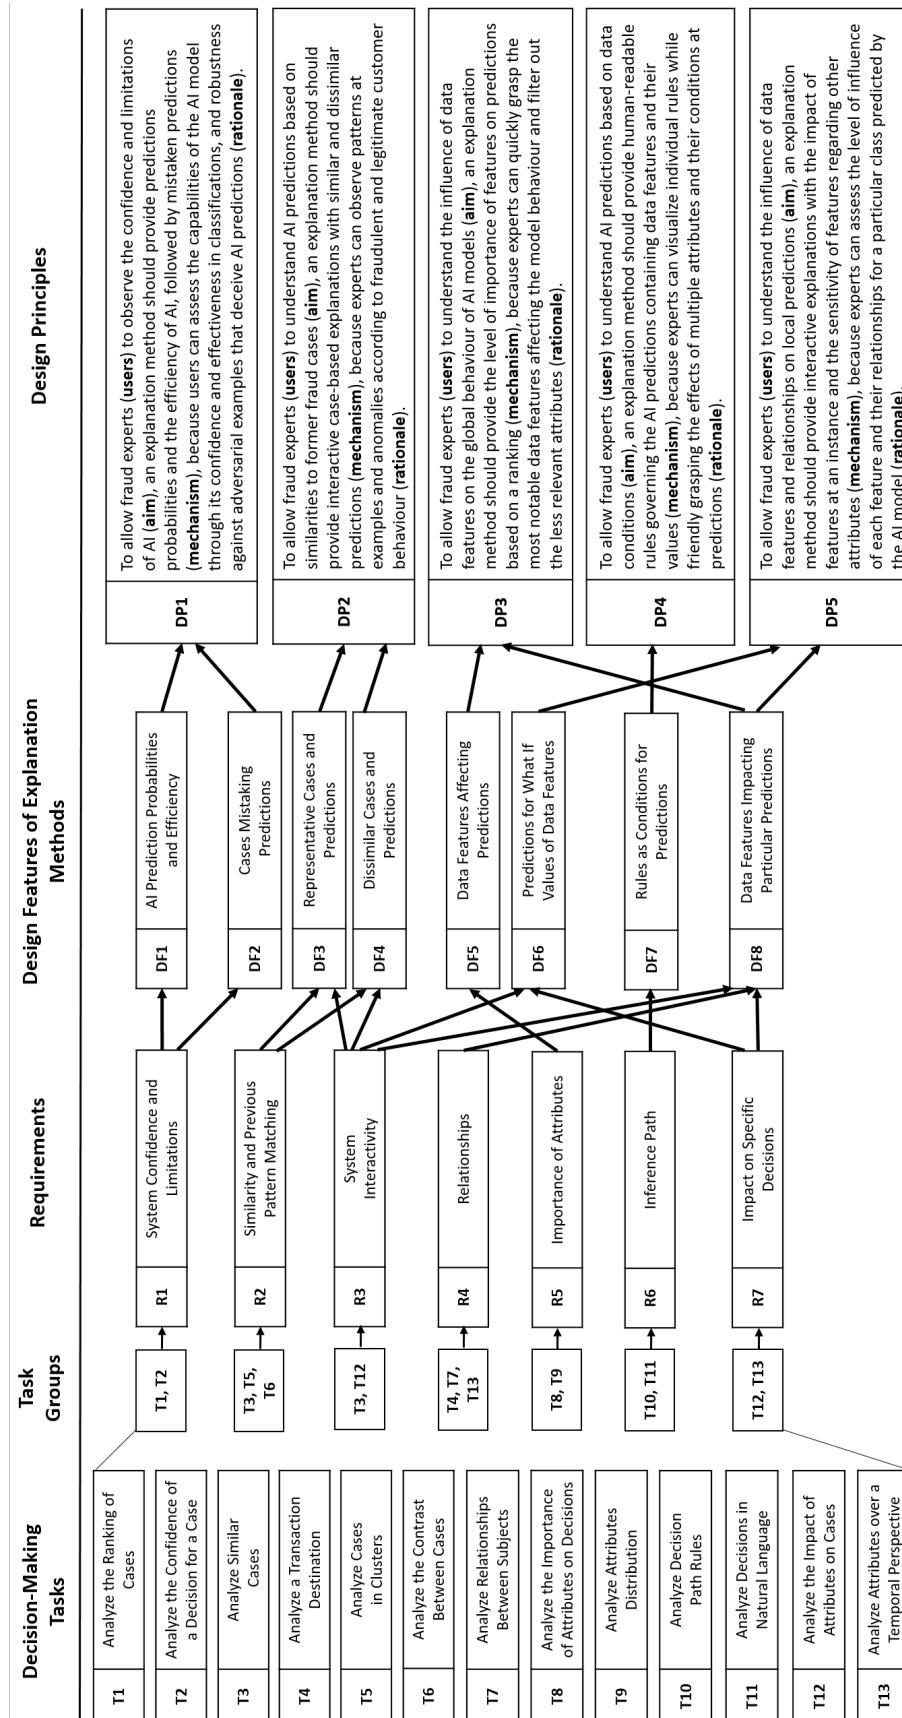 Decision-Making
Tasks
Task
Groups
Requirements
Design Features of Explanation
Methods
Design Principles
T1
Analyze the Ranking of
Cases
T2
Analyze the Confidence of
a Decision for a Case
T3
Analyze Similar
Cases
T4
Analyze a Transaction
Destination
T5
Analyze Cases
in Clusters
T6
Analyze the Contrast
Between Cases
T7
Analyze Relationships
Between Subjects
T8
Analyze the Importance
of Attributes on Decisions
T9
Analyze Attributes
Distribution
T10
Analyze Decision
Path Rules
T11
Analyze Decisions in
Natural Language
T12
Analyze the Impact of
Attributes on Cases
T13
Analyze Attributes over a
Temporal Perspective
T1, T2
T3, T5,
T6
T3, T12
T4, T7,
T13
T8, T9
T10, T11
T12, T13
R1
System Confidence and
Limitations
R2
Similarity and Previous
Pattern Matching
R3
System
Interactivity
R4
Relationships
R5
Importance of Attributes
R6
Inference Path
R7
Impact on Specific
Decisions
DF1
AI Prediction Probabilities
and Efficiency
DF2
Cases Mistaking
Predictions
DF3
Representative Cases and
Predictions
DF4
Dissimilar Cases and
Predictions
DF5
Data Features Affecting
Predictions
DF6
Predictions for What If
Values of Data Features
DF7
Rules as Conditions for
Predictions
DF8
Data Features Impacting
Particular Predictions
DP1
To allow fraud experts (users) to observe the confidence and limitations
of AI (aim), an explanation method should provide predictions
probabilities and the efficiency of AI, followed by mistaken predictions
(mechanism), because users can assess the capabilities of the AI model
through its confidence and effectiveness in classifications, and robustness
against adversarial examples that deceive AI predictions (rationale).
DP2
To allow fraud experts (users) to understand AI predictions based on
similarities to former fraud cases (aim), an explanation method should
provide interactive case-based explanations with similar and dissimilar
predictions (mechanism), because experts can observe patterns at
examples and anomalies according to fraudulent and legitimate customer
behaviour (rationale).
DP3
To allow fraud experts (users) to understand the influence of data
features on the global behaviour of AI models (aim), an explanation
method should provide the level of importance of features on predictions
based on a ranking (mechanism), because experts can quickly grasp the
most notable data features affecting the model behaviour and filter out
the less relevant attributes (rationale).
DP4
To allow fraud experts (users) to understand AI predictions based on data
conditions (aim), an explanation method should provide human-readable
rules governing the AI predictions containing data features and their
values (mechanism), because experts can visualize individual rules while
friendly grasping the effects of multiple attributes and their conditions at
predictions (rationale).
DP5
To allow fraud experts (users) to understand the influence of data
features and relationships on local predictions (aim), an explanation
method should provide interactive explanations with the impact of
features at an instance and the sensitivity of features regarding other
attributes (mechanism), because experts can assess the level of influence
of each feature and their relationships for a particular class predicted by
the AI model (rationale).